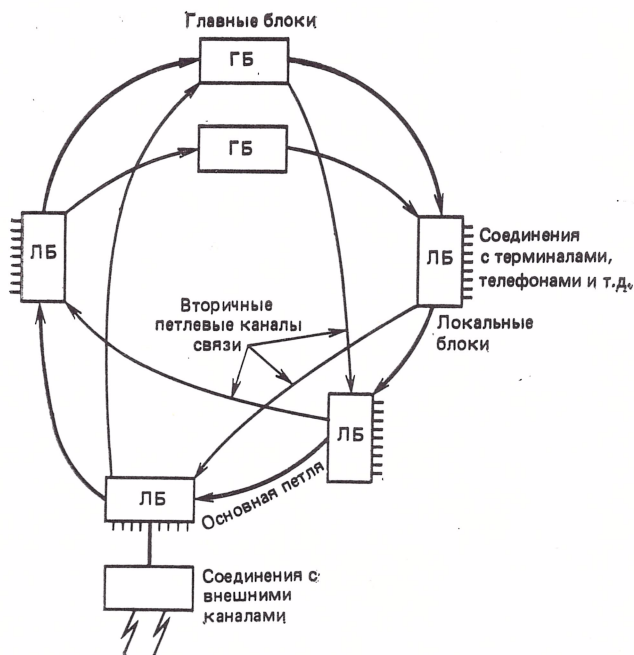 Главные блоки
ГБ
ГБ
ЛБ
ЛБ
Соединения
с терминалами,
телефонами и т.д.
Вторичные
петлевые каналы
связи
Локальные
блоки
ЛБ
ЛБ
Основная петля
Соединения с
внешними
каналами